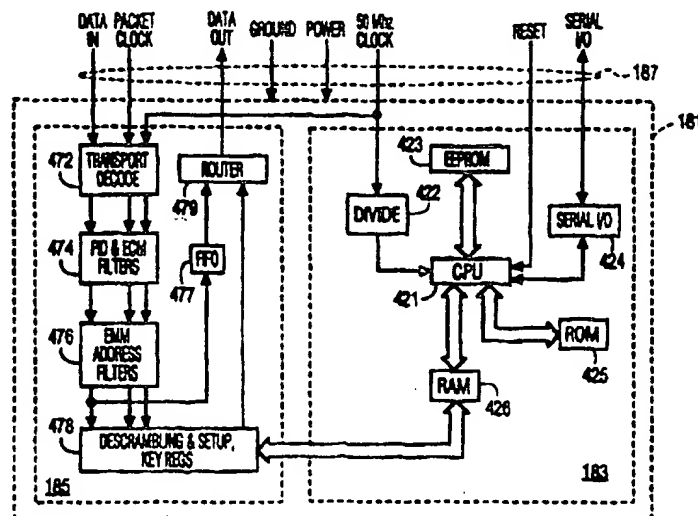 DATA IN
PACKET CLOCK
DATA OUT
GROUND
POWER
50 Mhz CLOCK
RESET
SERIAL I/O
187
181
472
TRANSPORT DECODE
ROUTER
479
423
EEPROM
DIVIDE
422
SERIAL I/O
424
474
PID & ECM FILTERS
477
FIFO
CPU
421
ROM
425
476
EMM ADDRESS FILTERS
RAM
426
478
DESCRAMBLING & SETUP, KEY REGS
185
183